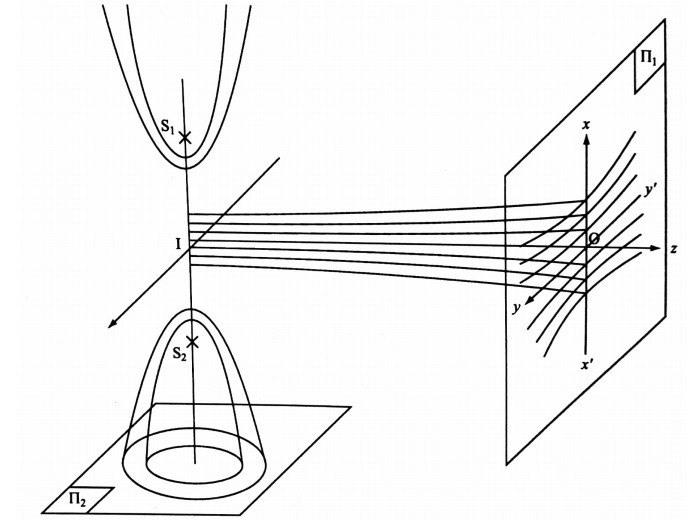 Π₁
S₁
x
y'
I
O
z
y
S₂
x'
Π₂